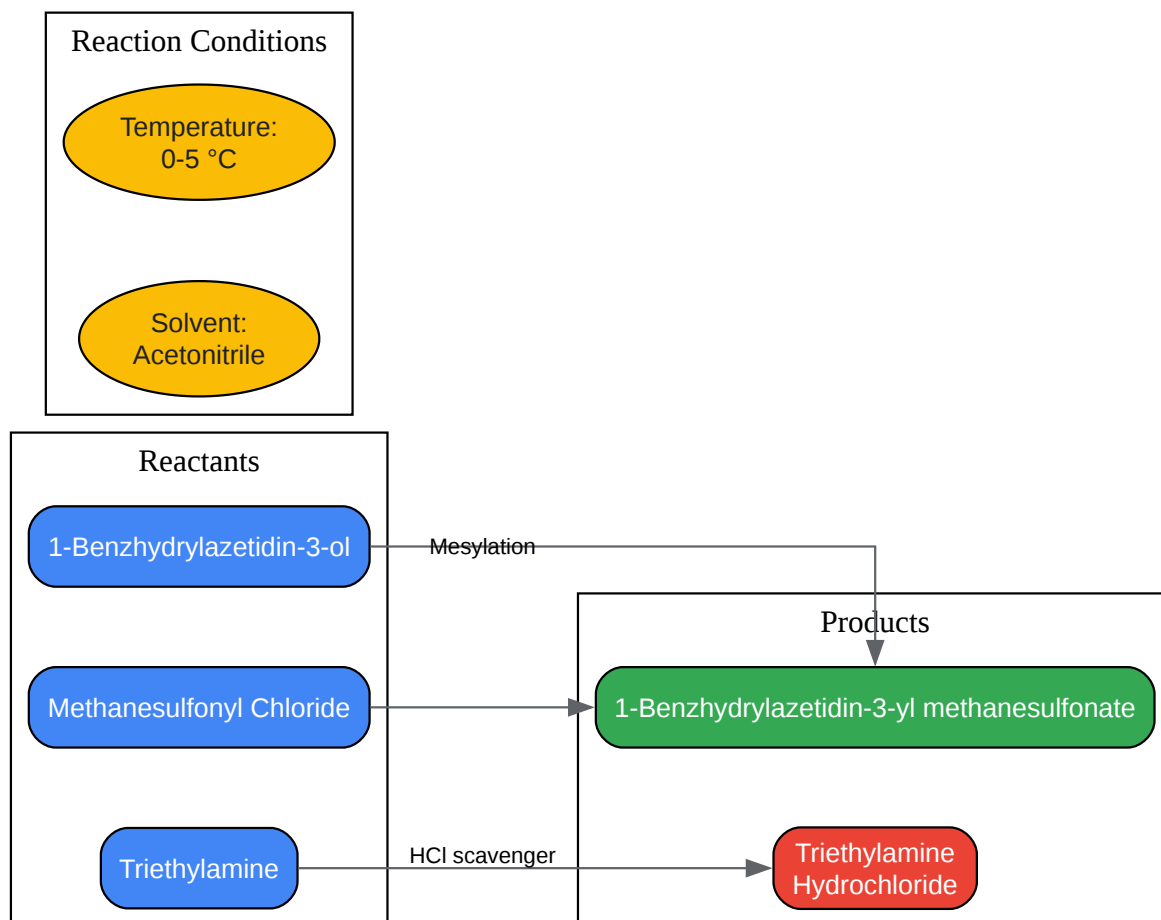 Reaction Conditions
Temperature:
0-5 °C
Solvent:
Acetonitrile
Reactants
1-Benzhydrylazetidin-3-ol
Mesylation
Products
Methanesulfonyl Chloride
1-Benzhydrylazetidin-3-yl methanesulfonate
Triethylamine
HCl scavenger
Triethylamine
Hydrochloride